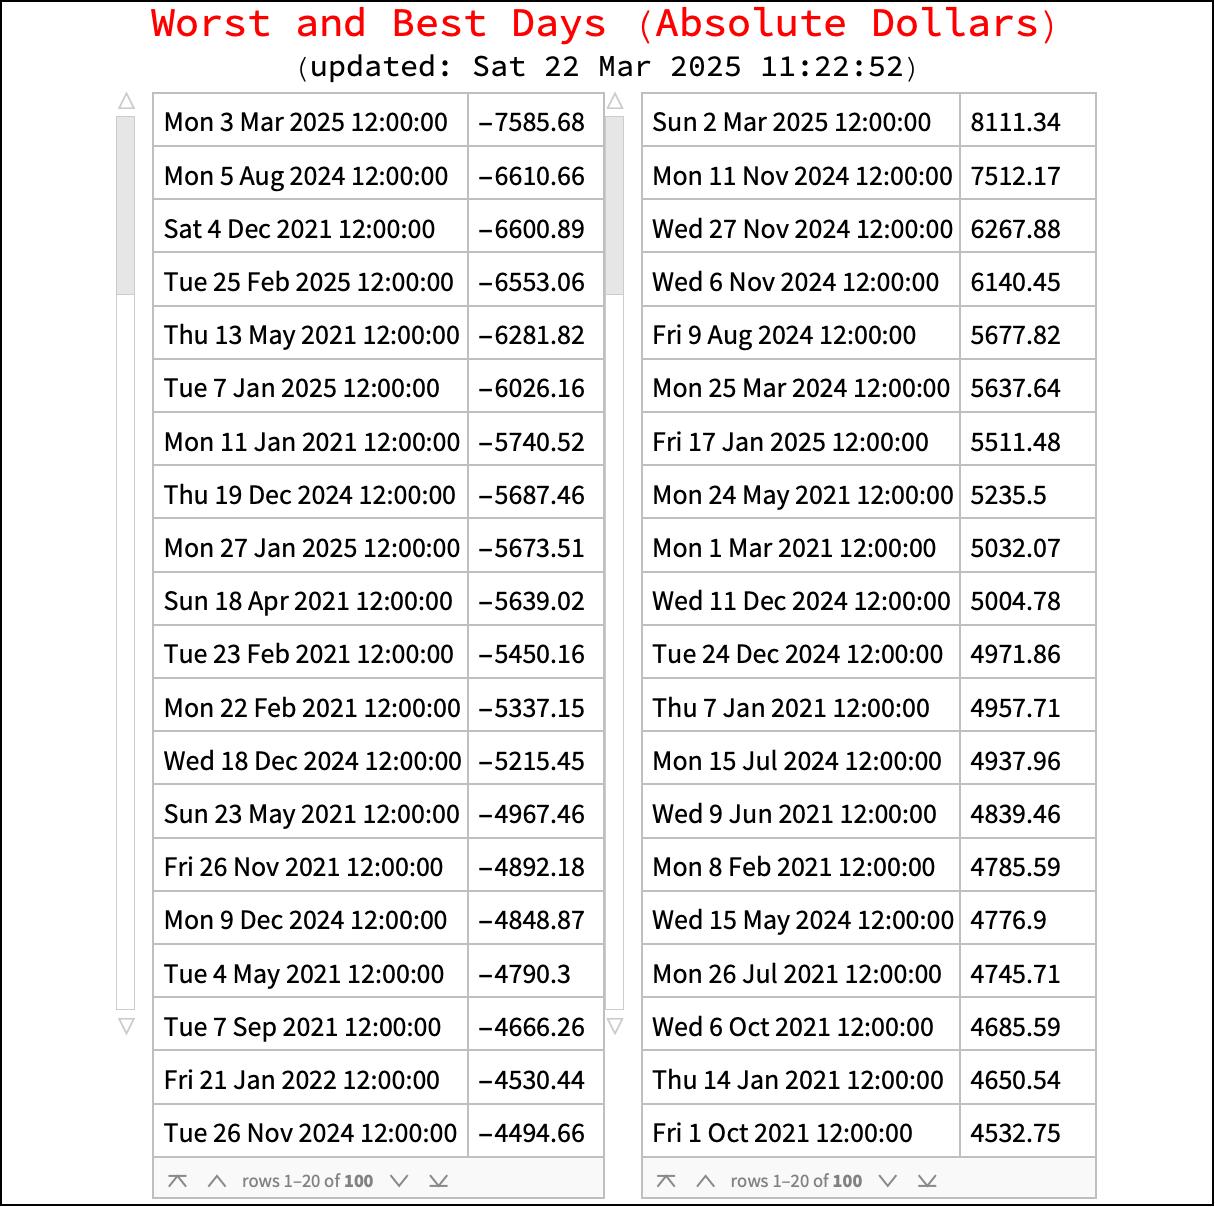 Worst and Best Days (Absolute Dollars)
(updated: Sat 22 Mar 2025 11:22:52)
Mon 3 Mar 2025 12:00:00 −7585.68
Mon 5 Aug 2024 12:00:00 −6610.66
Sat 4 Dec 2021 12:00:00 −6600.89
Tue 25 Feb 2025 12:00:00 −6553.06
Thu 13 May 2021 12:00:00 −6281.82
Tue 7 Jan 2025 12:00:00 −6026.16
Mon 11 Jan 2021 12:00:00 −5740.52
Thu 19 Dec 2024 12:00:00 −5687.46
Mon 27 Jan 2025 12:00:00 −5673.51
Sun 18 Apr 2021 12:00:00 −5639.02
Tue 23 Feb 2021 12:00:00 −5450.16
Mon 22 Feb 2021 12:00:00 −5337.15
Wed 18 Dec 2024 12:00:00 −5215.45
Sun 23 May 2021 12:00:00 −4967.46
Fri 26 Nov 2021 12:00:00 −4892.18
Mon 9 Dec 2024 12:00:00 −4848.87
Tue 4 May 2021 12:00:00 −4790.3
Tue 7 Sep 2021 12:00:00 −4666.26
Fri 21 Jan 2022 12:00:00 −4530.44
Tue 26 Nov 2024 12:00:00 −4494.66
rows 1–20 of 100
Sun 2 Mar 2025 12:00:00 8111.34
Mon 11 Nov 2024 12:00:00 7512.17
Wed 27 Nov 2024 12:00:00 6267.88
Wed 6 Nov 2024 12:00:00 6140.45
Fri 9 Aug 2024 12:00:00 5677.82
Mon 25 Mar 2024 12:00:00 5637.64
Fri 17 Jan 2025 12:00:00 5511.48
Mon 24 May 2021 12:00:00 5235.5
Mon 1 Mar 2021 12:00:00 5032.07
Wed 11 Dec 2024 12:00:00 5004.78
Tue 24 Dec 2024 12:00:00 4971.86
Thu 7 Jan 2021 12:00:00 4957.71
Mon 15 Jul 2024 12:00:00 4937.96
Wed 9 Jun 2021 12:00:00 4839.46
Mon 8 Feb 2021 12:00:00 4785.59
Wed 15 May 2024 12:00:00 4776.9
Mon 26 Jul 2021 12:00:00 4745.71
Wed 6 Oct 2021 12:00:00 4685.59
Thu 14 Jan 2021 12:00:00 4650.54
Fri 1 Oct 2021 12:00:00 4532.75
rows 1–20 of 100